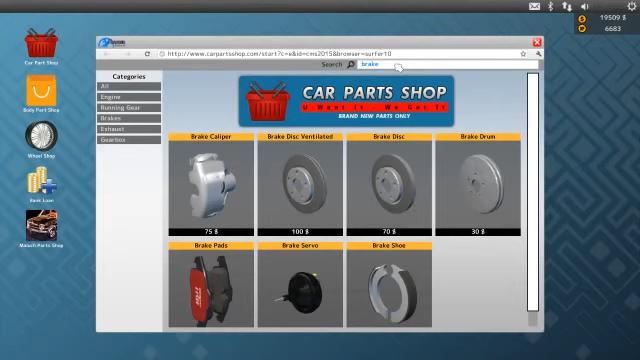 19509 $
6683
http://www.carpartsshop.com/start?c=e&id=cms2015&browser=surfer10
Search brake
Categories
All
Engine
Running Gear
Brakes
Exhaust
Gearbox
CAR PARTS SHOP
U Want It We Got It
BRAND NEW PARTS ONLY
Brake Caliper
Brake Disc Ventilated
Brake Disc
Brake Drum
75 $
100 $
70 $
30 $
Brake Pads
Brake Servo
Brake Shoe
Car Part Shop
Body Part Shop
Wheel Shop
Bank Loan
Maluch Parts Shop